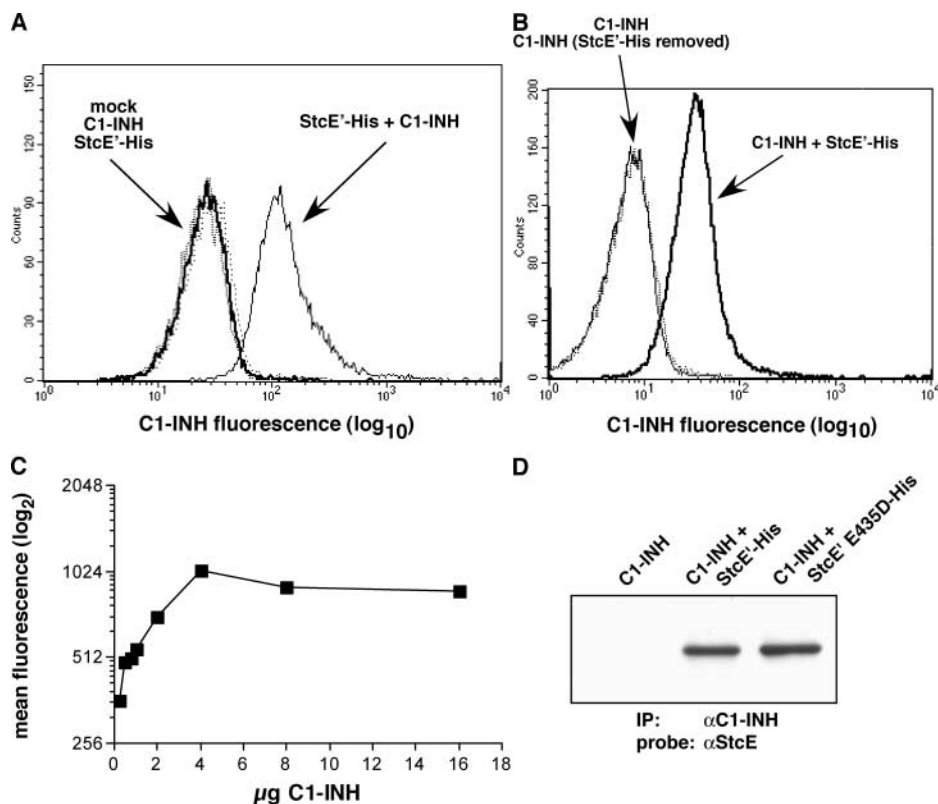 A
mock
C1-INH
StcE'-His
StcE'-His + C1-INH
Counts
0 30 60 90 120 150
10^0 10^1 10^2 10^3 10^4
C1-INH fluorescence (log10)
B
C1-INH
C1-INH (StcE'-His removed)
C1-INH + StcE'-His
Counts
0 40 80 120 160 200
10^0 10^1 10^2 10^3 10^4
C1-INH fluorescence (log10)
C
mean fluorescence (log2)
2048
1024
512
256
0 2 4 6 8 10 12 14 16 18
µg C1-INH
D
C1-INH
C1-INH +
StcE'-His
C1-INH +
StcE' E435D-His
IP: αC1-INH
probe: αStcE